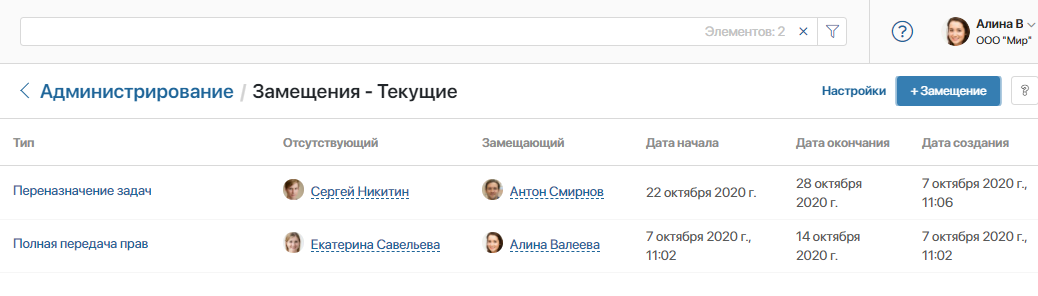 Элементов: 2
Алина В
ООО "Мир"
Администрирование / Замещения - Текущие
Настройки
+ Замещение
?
Тип Отсутствующий Замещающий Дата начала Дата окончания Дата создания
Переназначение задач Сергей Никитин Антон Смирнов 22 октября 2020 г. 28 октября 7 октября 2020 г.,
2020 г. 11:06
Полная передача прав Екатерина Савельева Алина Валеева 7 октября 2020 г., 14 октября 7 октября 2020 г.,
11:02 2020 г. 11:02